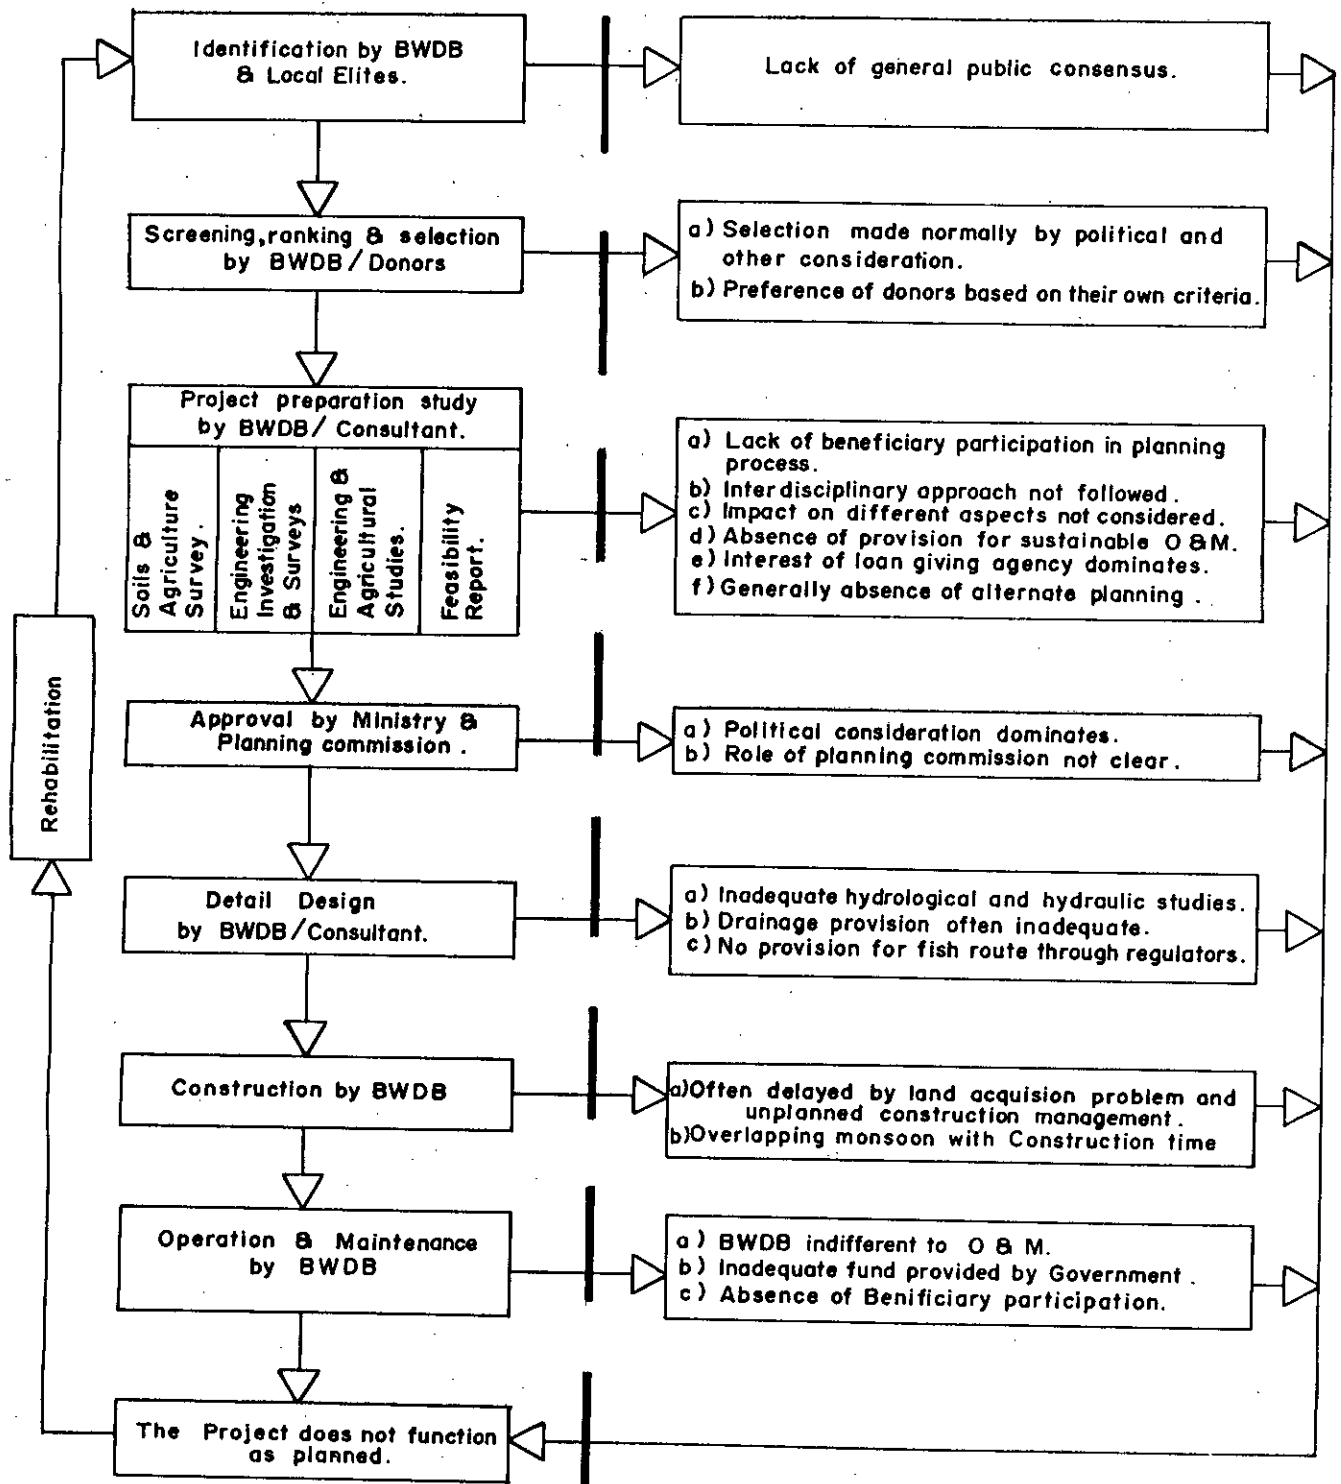 Identification by BWDB
& Local Elites.
Lack of general public consensus.
Screening, ranking & selection
by BWDB/Donors
a) Selection made normally by political and
other consideration.
b) Preference of donors based on their own criteria.
Project preparation study
by BWDB/ Consultant.
Soils &
Agriculture
Survey.
Engineering
Investigation
& Surveys
Engineering &
Agricultural
Studies.
Feasibility
Report.
a) Lack of beneficiary participation in planning
process.
b) Interdisciplinary approach not followed.
c) Impact on different aspects not considered.
d) Absence of provision for sustainable O & M.
e) Interest of loan giving agency dominates.
f) Generally absence of alternate planning.
Rehabilitation
Approval by Ministry &
Planning commission.
a) Political consideration dominates.
b) Role of planning commission not clear.
Detail Design
by BWDB/Consultant.
a) Inadequate hydrological and hydraulic studies.
b) Drainage provision often inadequate.
c) No provision for fish route through regulators.
Construction by BWDB
a) Often delayed by land acquision problem and
unplanned construction management.
b) Overlapping monsoon with Construction time
Operation & Maintenance
by BWDB
a) BWDB indifferent to O & M.
b) Inadequate fund provided by Government.
c) Absence of Benificiary participation.
The Project does not function
as planned.